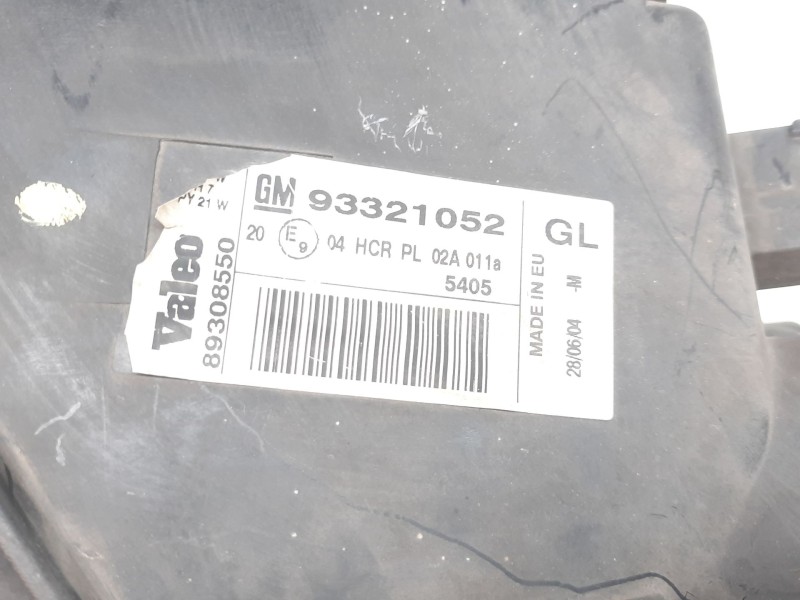 PY 21 W
GM 93321052
GL
20 E9 04 HCR PL 02A 011a
5405
Valeo
89308550
MADE IN EU
28/06/04 -M